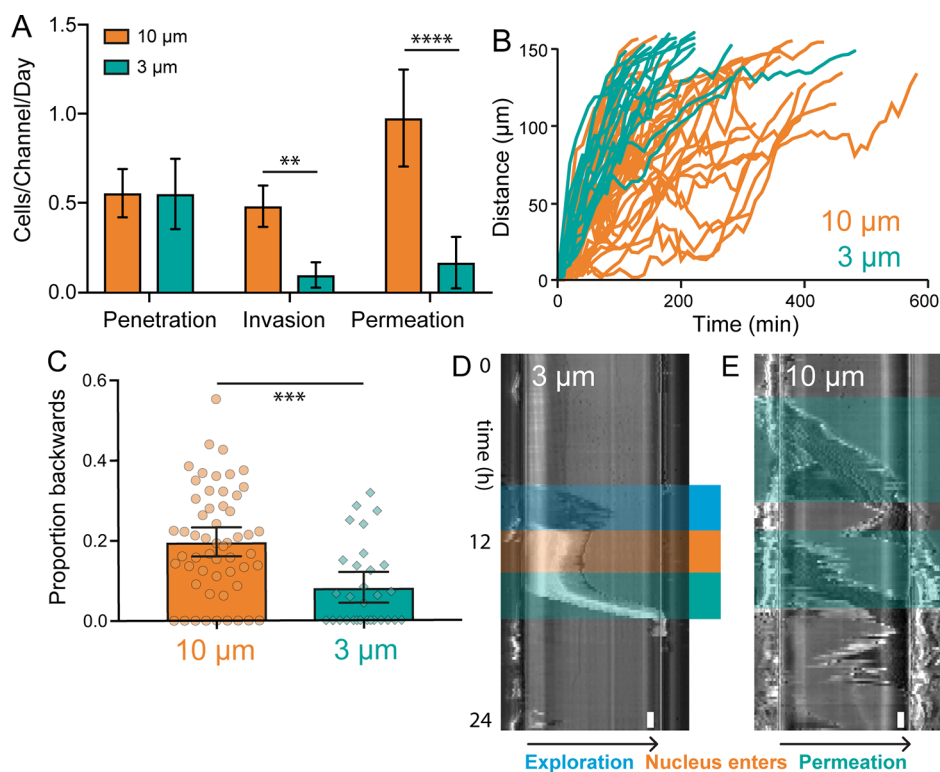 A
1.5
1.0
0.5
0.0
Cells/Channel/Day
10 µm
3 µm
**
****
Penetration Invasion Permeation
B
150
100
50
0
Distance (µm)
10 µm
3 µm
0 200 400 600
Time (min)
C
0.6
0.4
0.2
0.0
Proportion backwards
***
10 µm 3 µm
D
3 µm
0
time (h)
12
24
E
10 µm
Exploration Nucleus enters Permeation